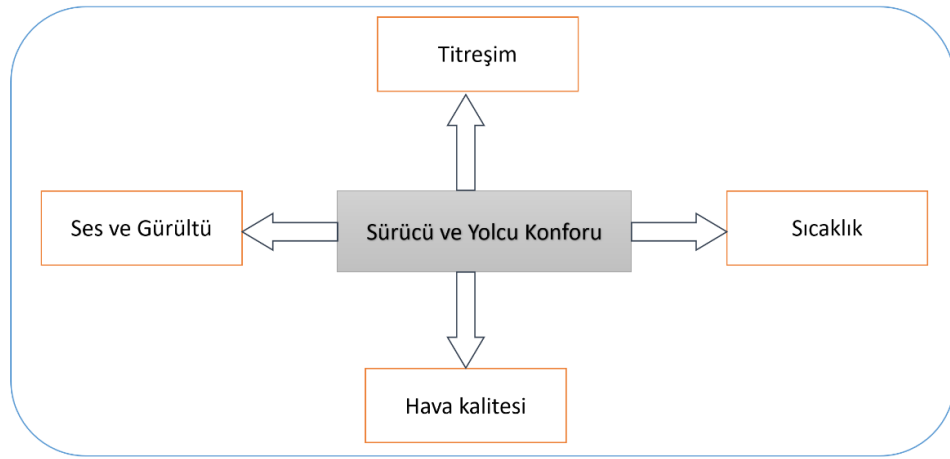 Titreşim
Ses ve Gürültü
Sürücü ve Yolcu Konforu
Sıcaklık
Hava kalitesi